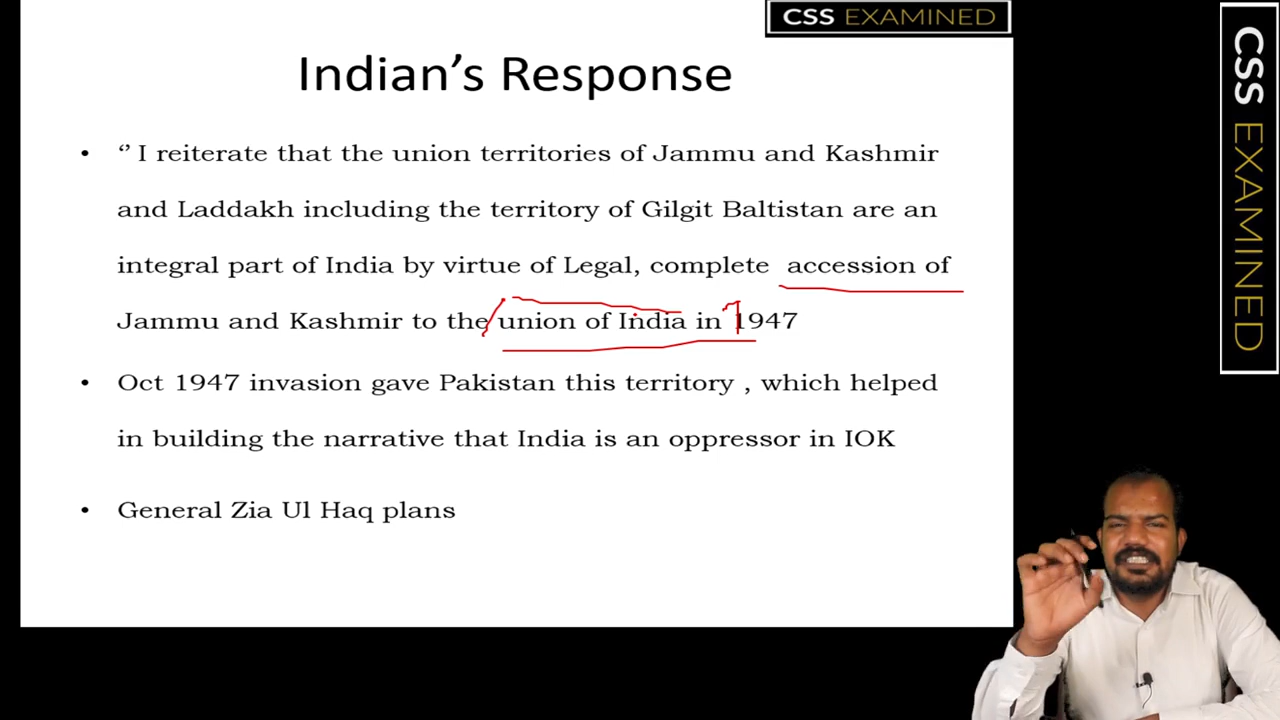 CSS EXAMINED
CSS EXAMINED
Indian’s Response
• ‘’ I reiterate that the union territories of Jammu and Kashmir
and Laddakh including the territory of Gilgit Baltistan are an
integral part of India by virtue of Legal, complete accession of
Jammu and Kashmir to the union of India in 1947
• Oct 1947 invasion gave Pakistan this territory , which helped
in building the narrative that India is an oppressor in IOK
• General Zia Ul Haq plans